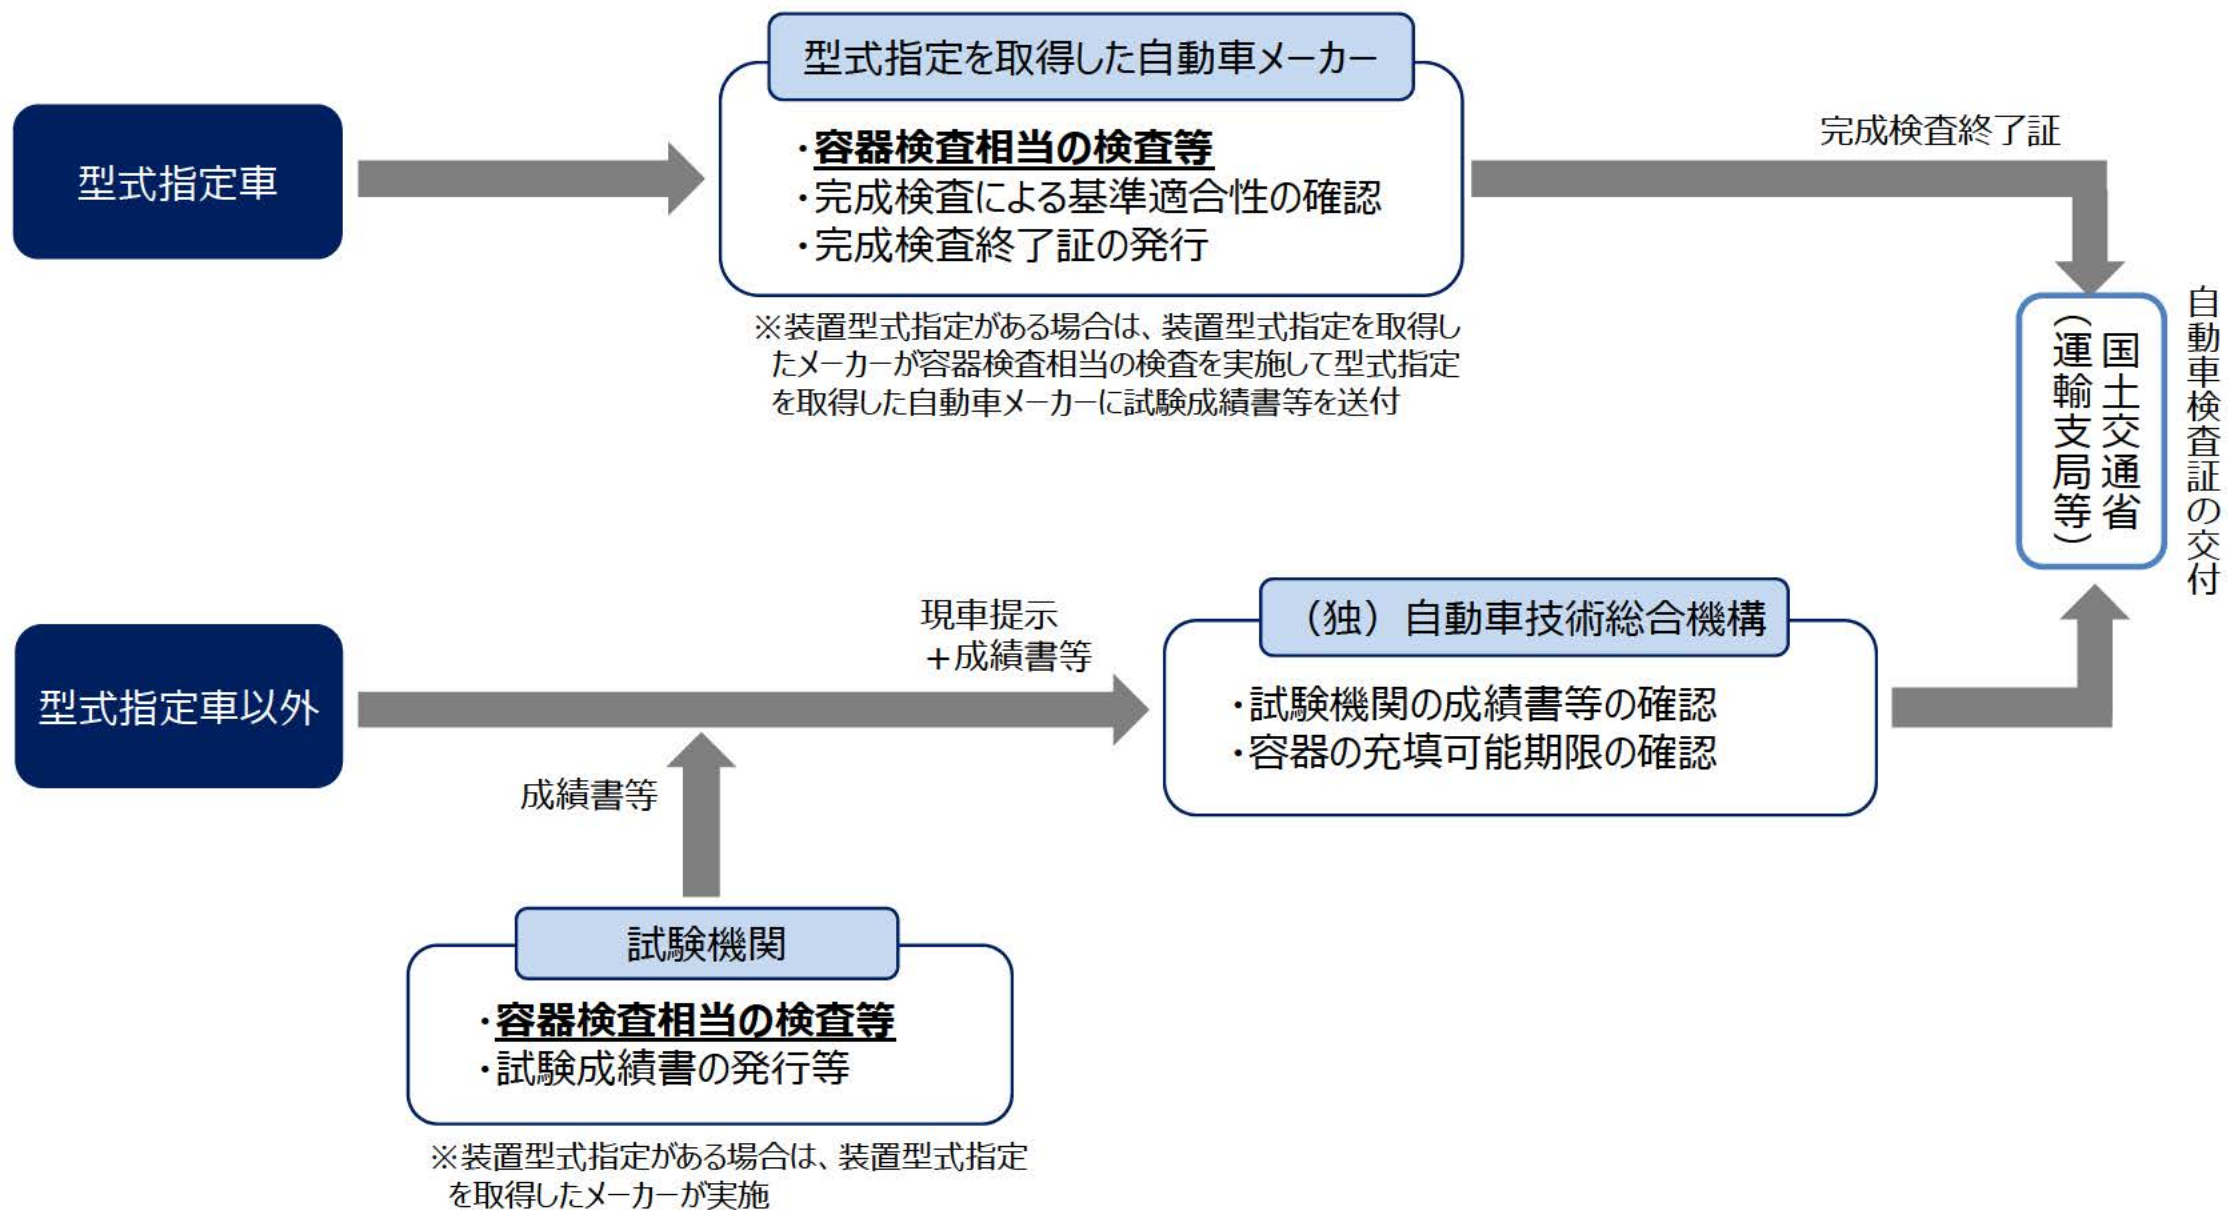 型式指定車
型式指定を取得した自動車メーカー
・容器検査相当の検査等
・完成検査による基準適合性の確認
・完成検査終了証の発行
※装置型式指定がある場合は、装置型式指定を取得し
たメーカーが容器検査相当の検査を実施して型式指定
を取得した自動車メーカーに試験成績書等を送付
完成検査終了証
国土交通省
（運輸支局等）
自動車検査証の交付
型式指定車以外
現車提示
＋成績書等
（独）自動車技術総合機構
・試験機関の成績書等の確認
・容器の充填可能期限の確認
成績書等
試験機関
・容器検査相当の検査等
・試験成績書の発行等
※装置型式指定がある場合は、装置型式指定
を取得したメーカーが実施